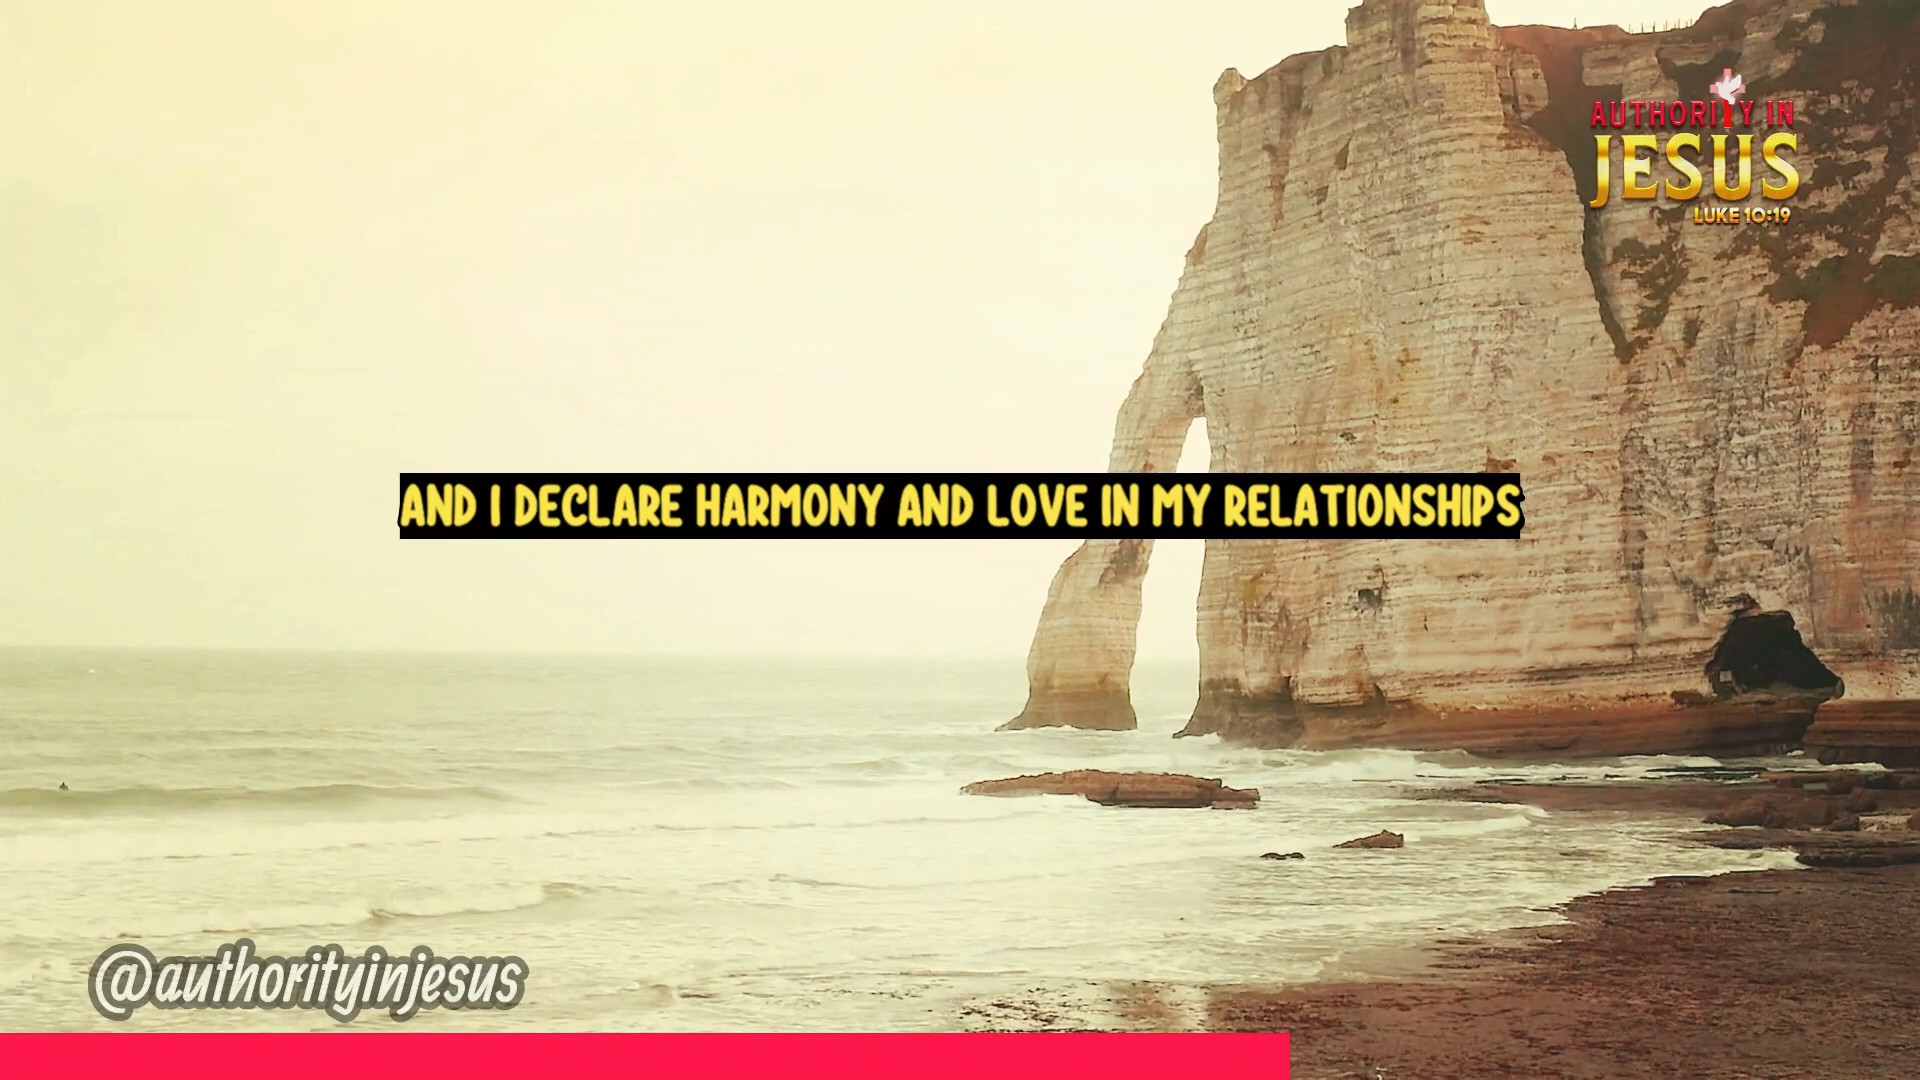 AUTHORITY IN
JESUS
LUKE 10:19
AND I DECLARE HARMONY AND LOVE IN MY RELATIONSHIPS
@authorityinjesus